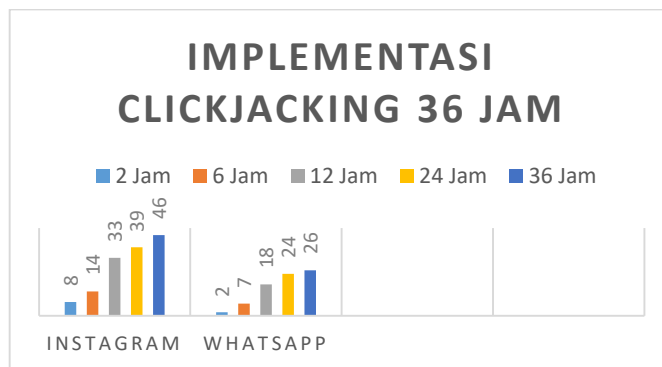 IMPLEMENTASI
CLICKJACKING 36 JAM
2 Jam 6 Jam 12 Jam 24 Jam 36 Jam
8 14 33 39 46 2 7 18 24 26
INSTAGRAM WHATSAPP